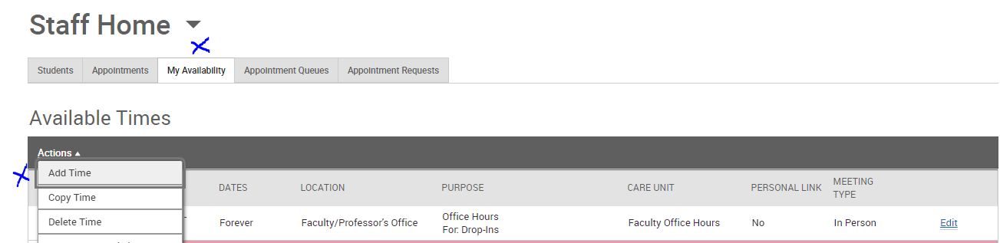 Staff Home
Students Appointments My Availability Appointment Queues Appointment Requests
Available Times
Actions
Add Time
Copy Time
Delete Time
DATES LOCATION PURPOSE CARE UNIT PERSONAL LINK MEETING TYPE
Forever Faculty/Professor's Office Office Hours For: Drop-Ins Faculty Office Hours No In Person Edit